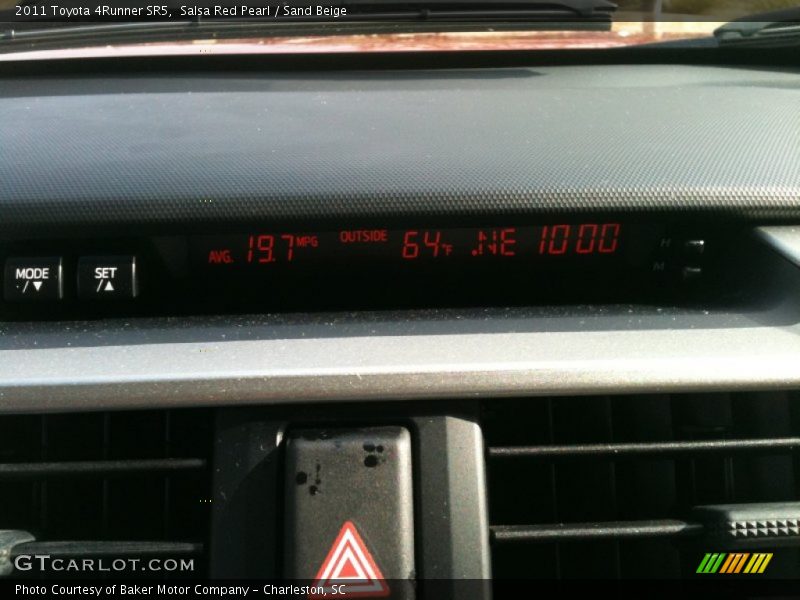 2011 Toyota 4Runner SR5,  Salsa Red Pearl / Sand Beige
AVG. 19.7 MPG OUTSIDE 64°F .NE 10:00 H
MODE /▼ SET /▲ M
GTCARLOT.COM
Photo Courtesy of Baker Motor Company - Charleston, SC